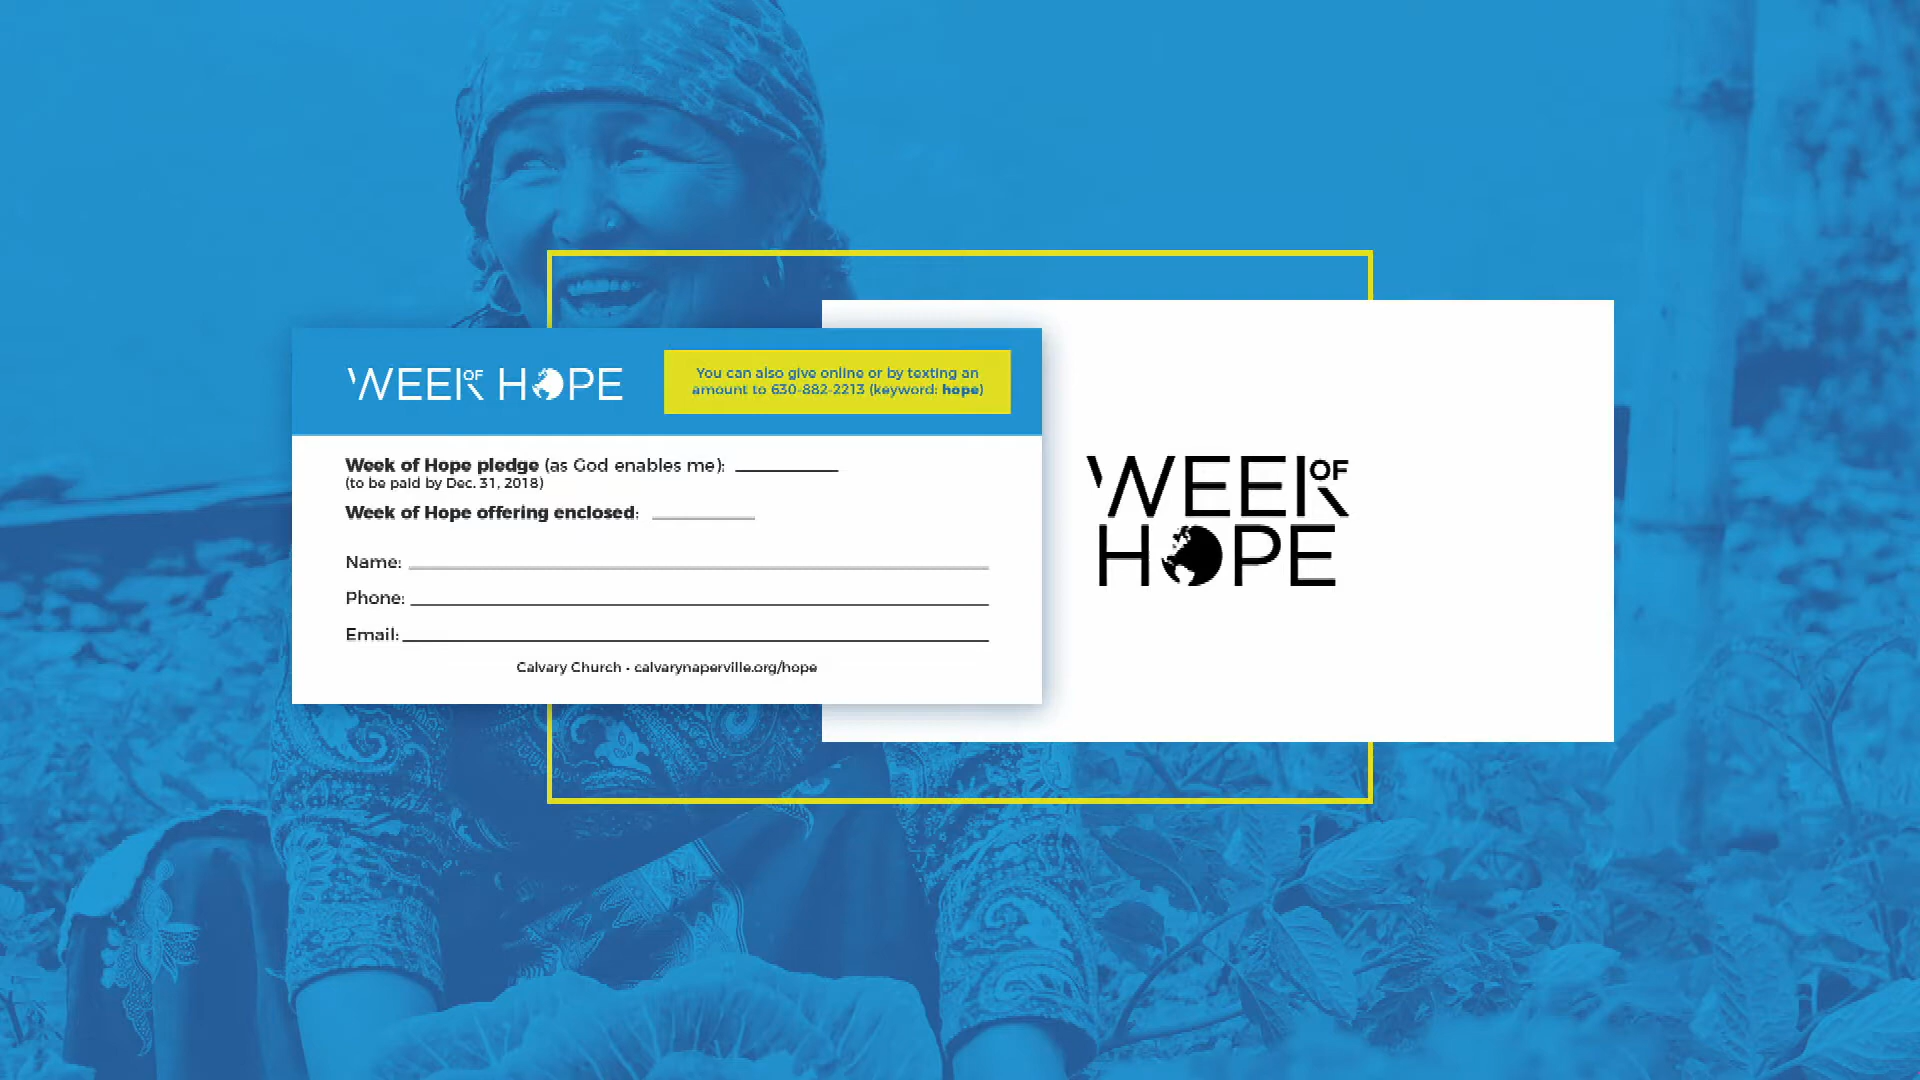 WEEK OF HOPE
You can also give online or by texting an
amount to 630-882-2213 (keyword: hope)
Week of Hope pledge (as God enables me):
(to be paid by Dec. 31, 2018)
Week of Hope offering enclosed:
Name:
Phone:
Email:
Calvary Church - calvarynaperville.org/hope
WEEK OF
HOPE